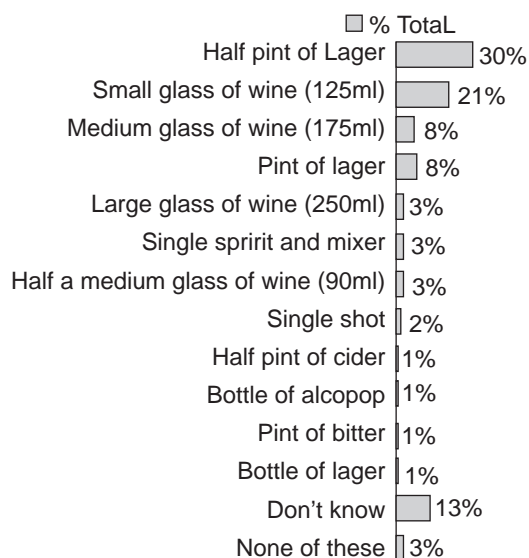 % TotaL
Half pint of Lager 30%
Small glass of wine (125ml) 21%
Medium glass of wine (175ml) 8%
Pint of lager 8%
Large glass of wine (250ml) 3%
Single spririt and mixer 3%
Half a medium glass of wine (90ml) 3%
Single shot 2%
Half pint of cider 1%
Bottle of alcopop 1%
Pint of bitter 1%
Bottle of lager 1%
Don't know 13%
None of these 3%